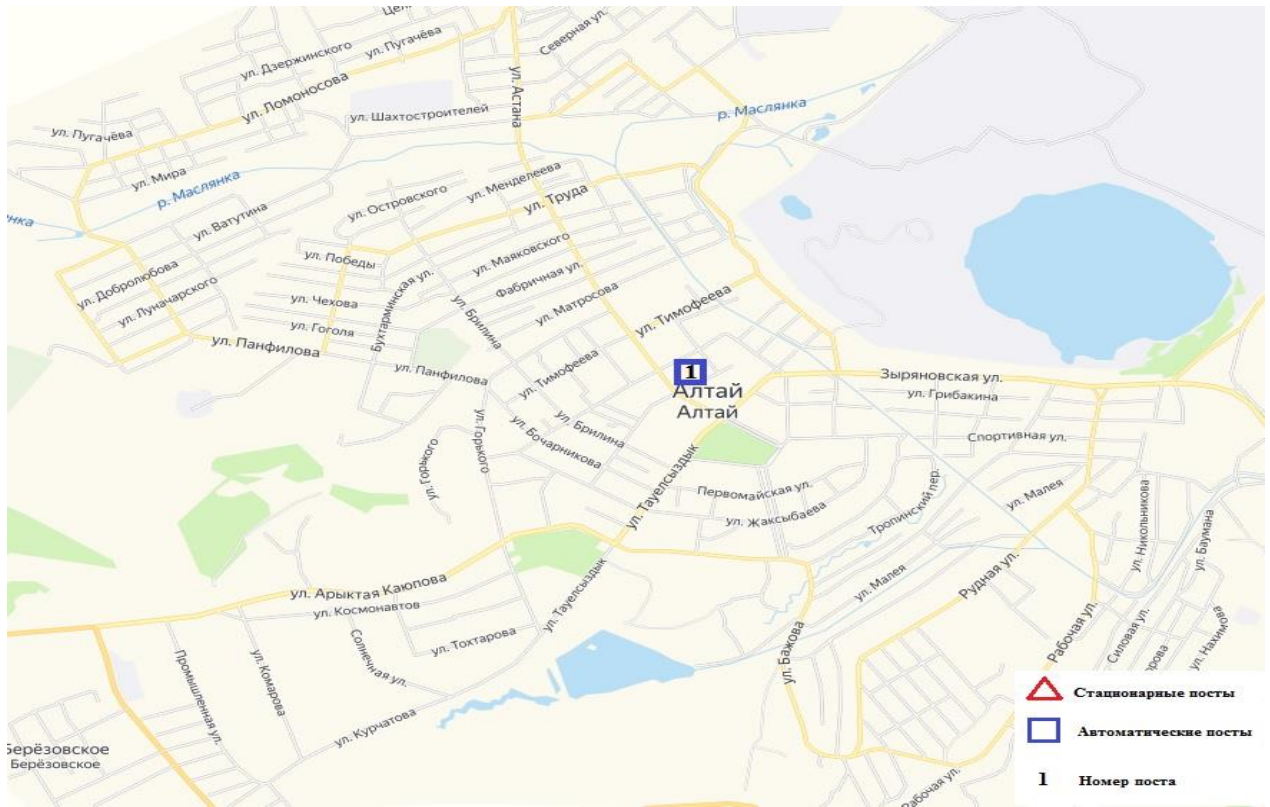 Северная ул.
ул. Пугачёва
ул. Дзержинского
ул. Ломоносова
ул. Астана
ул. Шахтостроителей
р. Маслянка
ул. Пугачёва
ул. Мира
р. Маслянка
ул. Менделеева
ул. Островского
ул. Труда
ул. Ватутина
ул. Маяковского
ул. Победы
ул. Добролюбова
Фабричная ул.
ул. Луначарского
ул. Чехова
Бухтарминская ул.
ул. Матросова
ул. Тимофеева
ул. Гоголя
ул. Брилина
ул. Панфилова
ул. Панфилова
ул. Тимофеева
1
Алтай
Алтай
Зыряновская ул.
ул. Грибакина
Спортивная ул.
ул. Брилина
ул. Бочарникова
ул. Горького
ул. Горького
ул. Тауелсыздык
Первомайская ул.
ул. Жаксыбаева
Тропинский пер.
ул. Малея
ул. Никольникова
ул. Баумана
ул. Арыктая Каюпова
ул. Космонавтов
ул. Тауелсыздык
ул. Малея
Рудная ул.
ул. Тохтарова
Солнечная ул.
ул. Комарова
Промышленная ул.
ул. Курчатова
ул. Бажова
Рабочая ул.
Силовая ул.
ул. Нахимова
Берёзовское
Берёзовское
Рабочая ул.
Стационарные посты
Автоматические посты
1 Номер поста